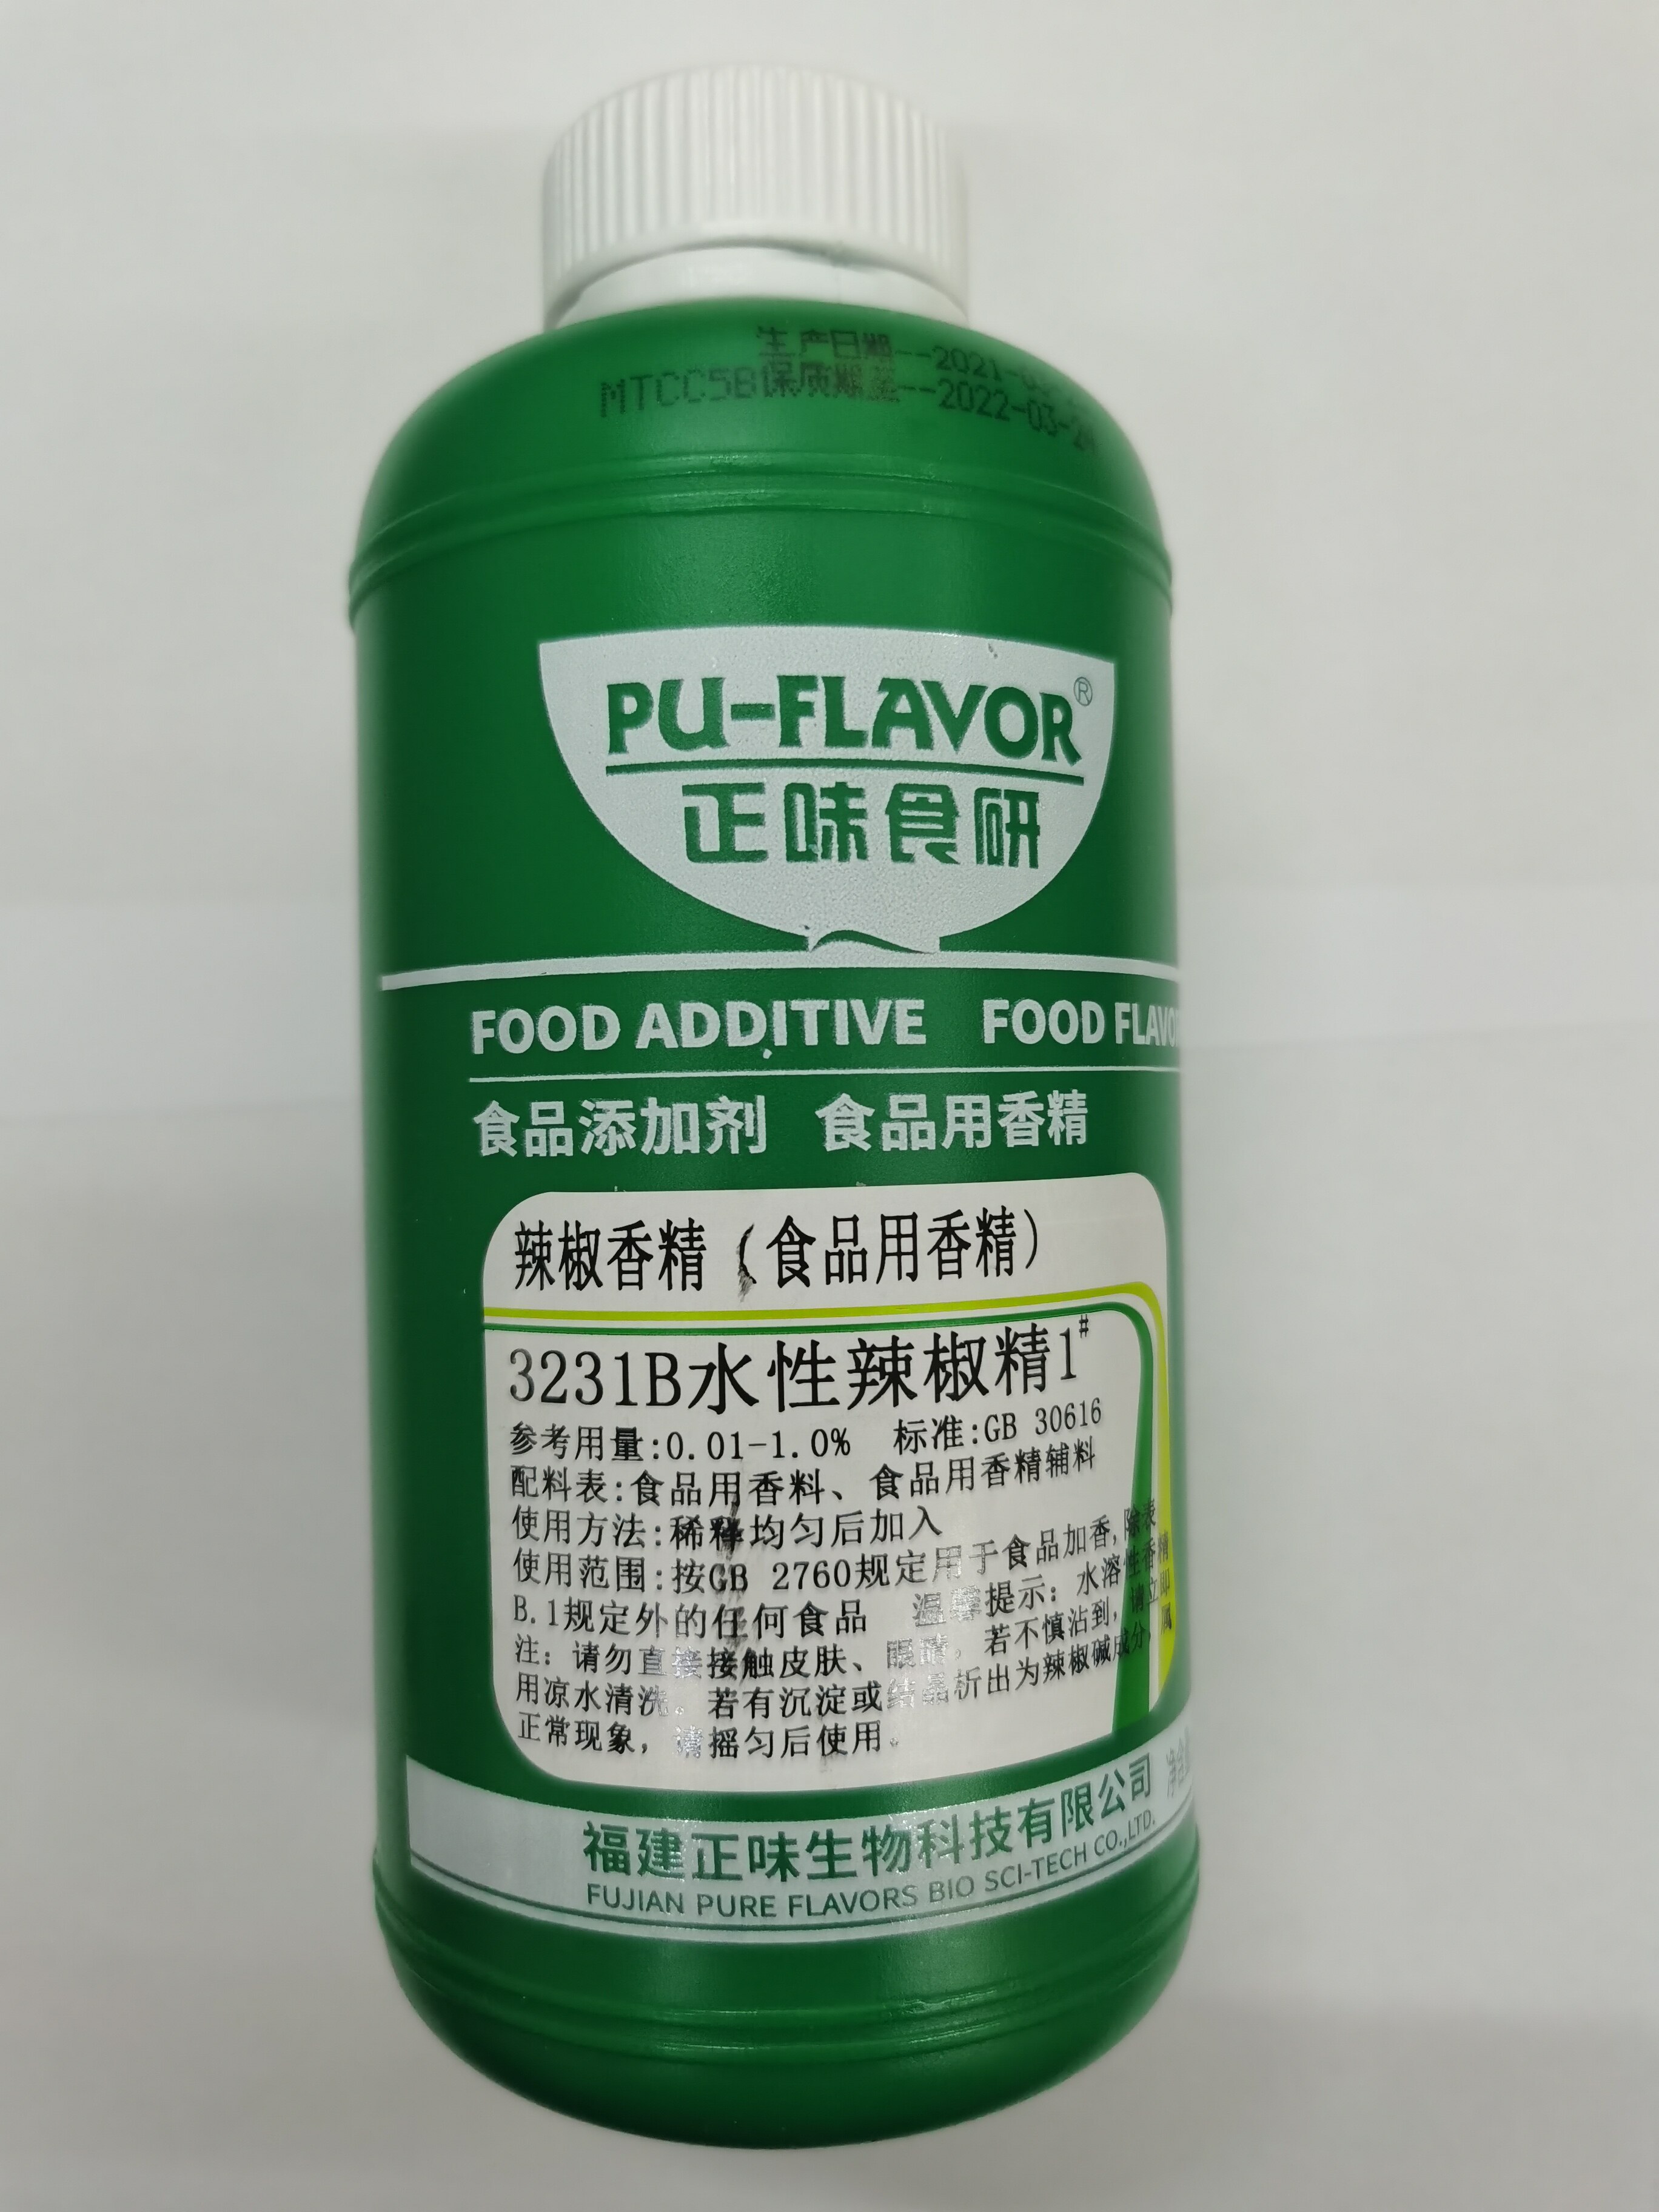 生产日期--2021-03-
MTCC5B保质期至--2022-03-24
PU-FLAVOR®
正味食研
FOOD ADDITIVE FOOD FLAVO
食品添加剂 食品用香精
辣椒香精(食品用香精)
3231B水性辣椒精1#
参考用量:0.01-1.0% 标准:GB 30616
配料表:食品用香料、食品用香精辅料
使用方法:稀释均匀后加入
使用范围:按GB 2760规定用于食品加香,除表
B.1规定外的任何食品 温馨提示: 水溶性香精
注: 请勿直接接触皮肤、眼睛。若不慎沾到,请立即
用凉水清洗。若有沉淀或结晶析出为辣椒碱成分,属
正常现象,请摇匀后使用。
福建正味生物科技有限公司 净含
FUJIAN PURE FLAVORS BIO SCI-TECH CO.,LTD.